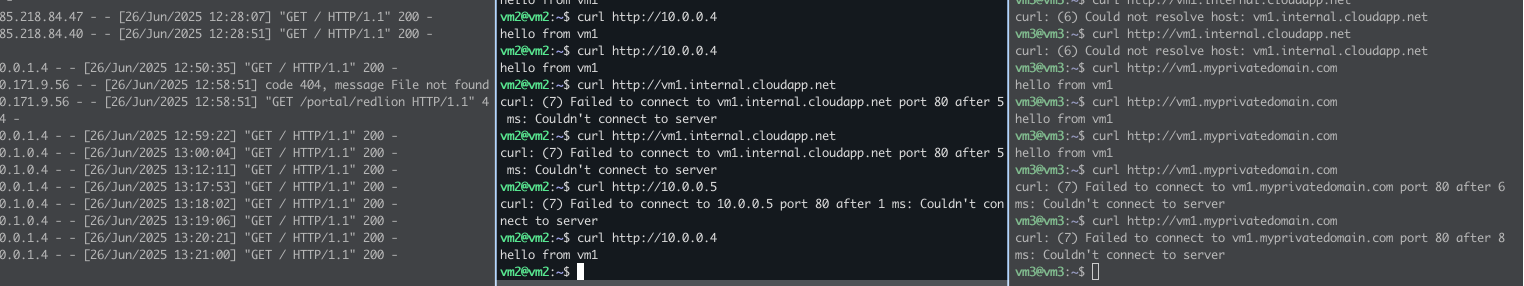 85.218.84.47 - - [26/Jun/2025 12:28:07] "GET / HTTP/1.1" 200 -
85.218.84.40 - - [26/Jun/2025 12:28:51] "GET / HTTP/1.1" 200 -
0.0.1.4 - - [26/Jun/2025 12:50:35] "GET / HTTP/1.1" 200 -
0.171.9.56 - - [26/Jun/2025 12:58:51] code 404, message File not found
0.171.9.56 - - [26/Jun/2025 12:58:51] "GET /portal/redlion HTTP/1.1" 4
4 -
0.0.1.4 - - [26/Jun/2025 12:59:22] "GET / HTTP/1.1" 200 -
0.1.0.4 - - [26/Jun/2025 13:00:04] "GET / HTTP/1.1" 200 -
0.1.0.4 - - [26/Jun/2025 13:12:11] "GET / HTTP/1.1" 200 -
0.0.1.4 - - [26/Jun/2025 13:17:53] "GET / HTTP/1.1" 200 -
0.0.1.4 - - [26/Jun/2025 13:18:02] "GET / HTTP/1.1" 200 -
0.0.1.4 - - [26/Jun/2025 13:19:06] "GET / HTTP/1.1" 200 -
0.0.1.4 - - [26/Jun/2025 13:20:21] "GET / HTTP/1.1" 200 -
0.0.1.4 - - [26/Jun/2025 13:21:00] "GET / HTTP/1.1" 200 -
hello from vm1
vm2@vm2:~$ curl http://10.0.0.4
hello from vm1
vm2@vm2:~$ curl http://10.0.0.4
hello from vm1
vm2@vm2:~$ curl http://vm1.internal.cloudapp.net
curl: (7) Failed to connect to vm1.internal.cloudapp.net port 80 after 5
ms: Couldn't connect to server
vm2@vm2:~$ curl http://vm1.internal.cloudapp.net
curl: (7) Failed to connect to vm1.internal.cloudapp.net port 80 after 5
ms: Couldn't connect to server
vm2@vm2:~$ curl http://10.0.0.5
curl: (7) Failed to connect to 10.0.0.5 port 80 after 1 ms: Couldn't con
nect to server
vm2@vm2:~$ curl http://10.0.0.4
hello from vm1
vm2@vm2:~$
vm3@vm3:~$ curl http://vm1.internal.cloudapp.net
curl: (6) Could not resolve host: vm1.internal.cloudapp.net
vm3@vm3:~$ curl http://vm1.internal.cloudapp.net
curl: (6) Could not resolve host: vm1.internal.cloudapp.net
vm3@vm3:~$ curl http://vm1.myprivatedomain.com
hello from vm1
vm3@vm3:~$ curl http://vm1.myprivatedomain.com
hello from vm1
vm3@vm3:~$ curl http://vm1.myprivatedomain.com
hello from vm1
vm3@vm3:~$ curl http://vm1.myprivatedomain.com
curl: (7) Failed to connect to vm1.myprivatedomain.com port 80 after 6
ms: Couldn't connect to server
vm3@vm3:~$ curl http://vm1.myprivatedomain.com
curl: (7) Failed to connect to vm1.myprivatedomain.com port 80 after 8
ms: Couldn't connect to server
vm3@vm3:~$